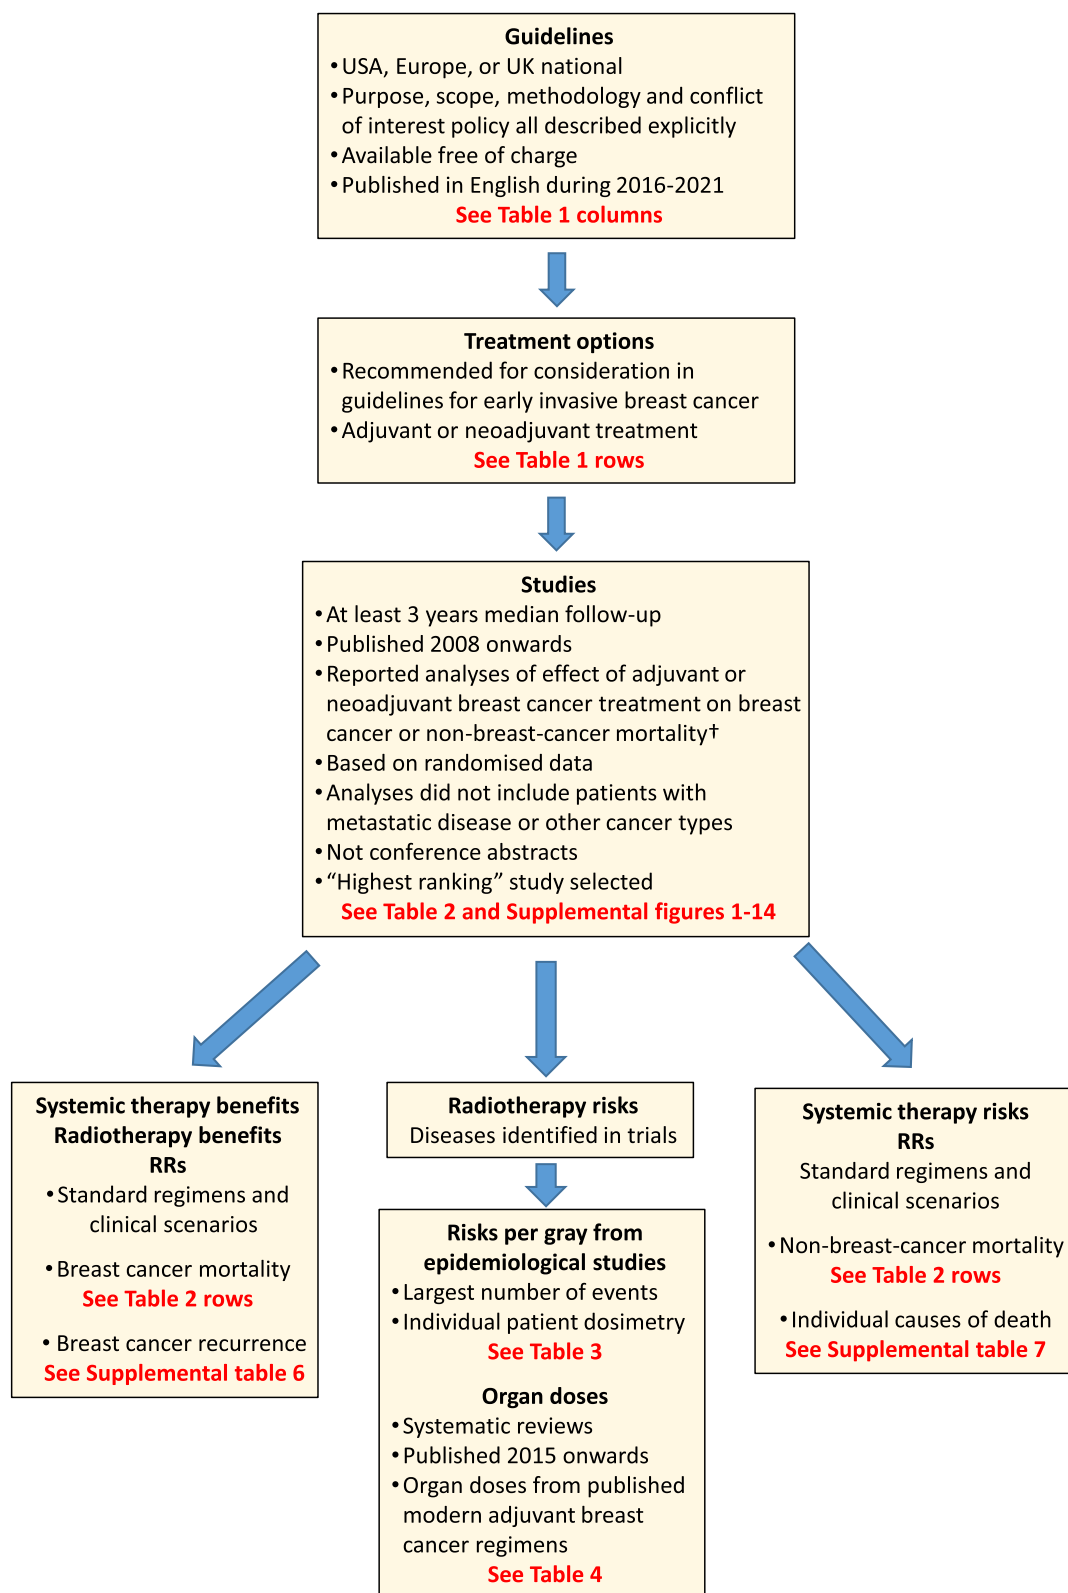 Guidelines
• USA, Europe, or UK national
• Purpose, scope, methodology and conflict
of interest policy all described explicitly
• Available free of charge
• Published in English during 2016-2021
See Table 1 columns
Treatment options
• Recommended for consideration in
guidelines for early invasive breast cancer
• Adjuvant or neoadjuvant treatment
See Table 1 rows
Studies
• At least 3 years median follow-up
• Published 2008 onwards
• Reported analyses of effect of adjuvant or
neoadjuvant breast cancer treatment on breast
cancer or non-breast-cancer mortality†
• Based on randomised data
• Analyses did not include patients with
metastatic disease or other cancer types
• Not conference abstracts
• “Highest ranking” study selected
See Table 2 and Supplemental figures 1-14
Systemic therapy benefits
Radiotherapy benefits
RRs
• Standard regimens and
clinical scenarios
• Breast cancer mortality
See Table 2 rows
• Breast cancer recurrence
See Supplemental table 6
Radiotherapy risks
Diseases identified in trials
Risks per gray from
epidemiological studies
• Largest number of events
• Individual patient dosimetry
See Table 3
Organ doses
• Systematic reviews
• Published 2015 onwards
• Organ doses from published
modern adjuvant breast
cancer regimens
See Table 4
Systemic therapy risks
RRs
Standard regimens and
clinical scenarios
• Non-breast-cancer mortality
See Table 2 rows
• Individual causes of death
See Supplemental table 7